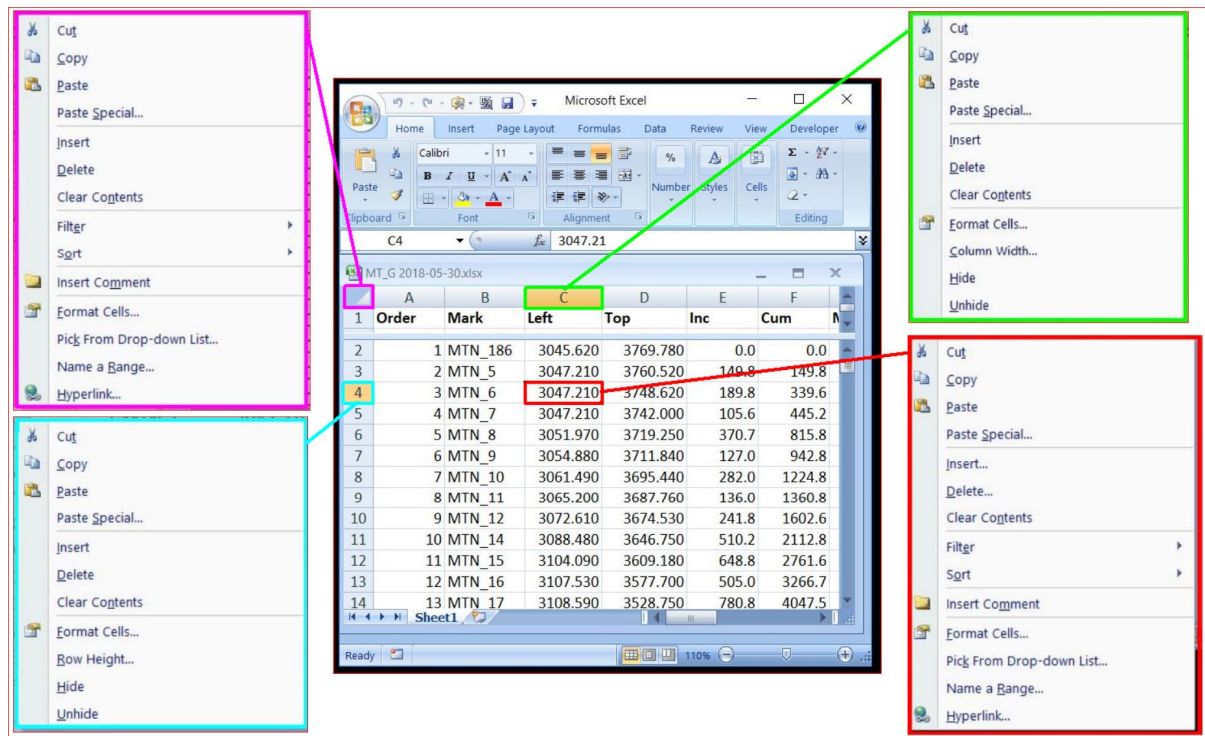 Cut
Copy
Paste
Paste Special...
Insert
Delete
Clear Contents
Filter
Sort
Insert Comment
Format Cells...
Pick From Drop-down List...
Name a Range...
Hyperlink...
Cut
Copy
Paste
Paste Special...
Insert
Delete
Clear Contents
Format Cells...
Row Height...
Hide
Unhide
Microsoft Excel
Home Insert Page Layout Formulas Data Review View Developer
Calibri 11 %
B I U A A
Paste A Number Styles Cells
Clipboard Font Alignment Editing
C4 fx 3047.21
MT_G 2018-05-30.xlsx
A B C D E F
1 Order Mark Left Top Inc Cum
2 1 MTN_186 3045.620 3769.780 0.0 0.0
3 2 MTN_5 3047.210 3760.520 149.8 149.8
4 3 MTN_6 3047.210 3748.620 189.8 339.6
5 4 MTN_7 3047.210 3742.000 105.6 445.2
6 5 MTN_8 3051.970 3719.250 370.7 815.8
7 6 MTN_9 3054.880 3711.840 127.0 942.8
8 7 MTN_10 3061.490 3695.440 282.0 1224.8
9 8 MTN_11 3065.200 3687.760 136.0 1360.8
10 9 MTN_12 3072.610 3674.530 241.8 1602.6
11 10 MTN_14 3088.480 3646.750 510.2 2112.8
12 11 MTN_15 3104.090 3609.180 648.8 2761.6
13 12 MTN_16 3107.530 3577.700 505.0 3266.7
14 13 MTN_17 3108.590 3528.750 780.8 4047.5
Sheet1
Ready 110%
Cut
Copy
Paste
Paste Special...
Insert
Delete
Clear Contents
Format Cells...
Column Width...
Hide
Unhide
Cut
Copy
Paste
Paste Special...
Insert...
Delete...
Clear Contents
Filter
Sort
Insert Comment
Format Cells...
Pick From Drop-down List...
Name a Range...
Hyperlink...